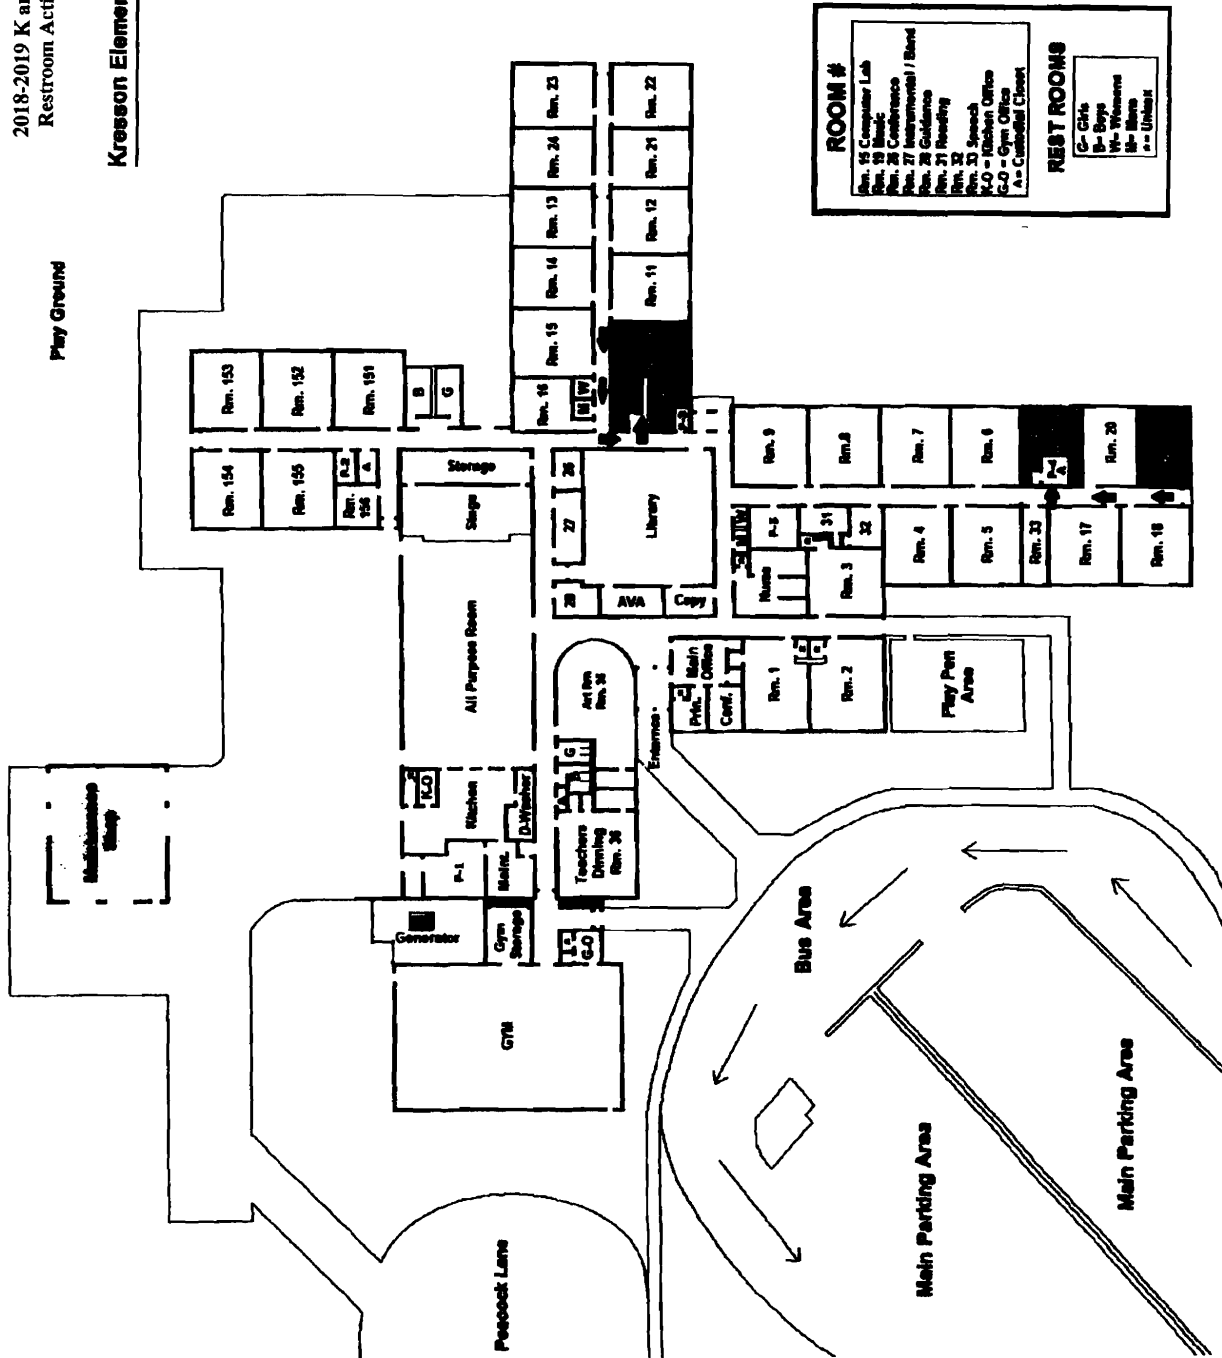 2018-2019 K
Restroom
Kresson
Play Ground
ROOM #
Rm. 15 Computer Lab
Rm. 19 Music
Rm. 26 Conference
Rm. 27 Instrumental / Band
Rm. 28 Guidance
Rm. 31 Reading
Rm. 32
Rm. 33 Speech
K-O = Kitchen Office
G-O = Gym Office
A = Custodial Closet
REST ROOMS
G= Girls
B= Boys
W= Womens
M= Mens
= Unisex
Rm. 23
Rm. 24
Rm. 13
Rm. 14
Rm. 15
Rm. 16
M W
Rm. 22
Rm. 21
Rm. 12
Rm. 11
Rm. 153
Rm. 152
Rm. 151
B
G
Rm. 154
Rm. 155
P-2
A
Rm.
156
Storage
Stage
All Purpose Room
26
27
28
Library
AVA
Copy
Rm. 9
Rm.8
Rm. 7
Rm. 6
P-4
A
Rm. 20
M W
Nurse
31
32
Rm. 3
Rm. 4
Rm. 5
Rm. 33
Rm. 17
Rm. 18
Art Rm
Rm. 35
Entrance
Prin.
Main
Office
Conf.
Rm. 1
Rm. 2
Play Pen
Area
K-O
Kitchen
D-Washer
G
Teachers
Dinning
Rm. 36
P-1
Maint.
Maintenance
Shop
Generator
Gym
Storage
G-O
GYM
Bus Area
Main Parking Area
Main Parking Area
Peacock Lane